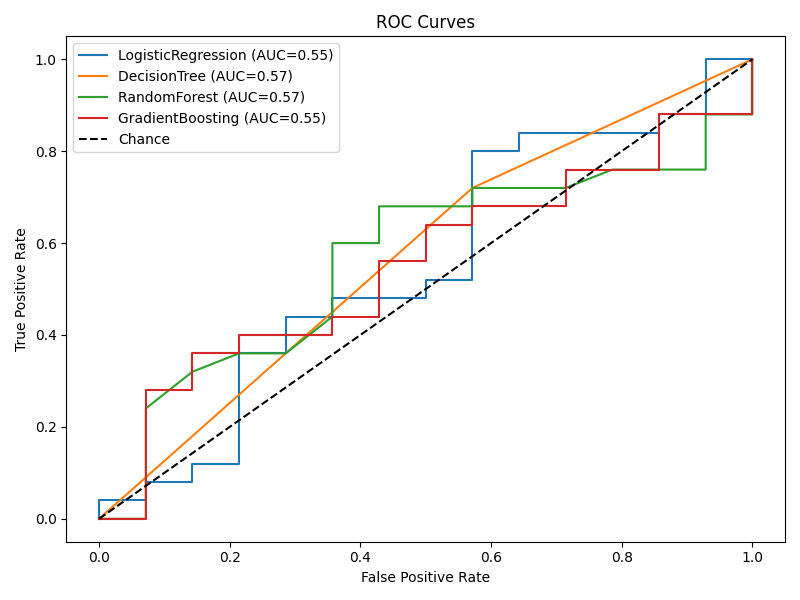 ROC Curves
LogisticRegression (AUC=0.55)
DecisionTree (AUC=0.57)
RandomForest (AUC=0.57)
GradientBoosting (AUC=0.55)
Chance
True Positive Rate
1.0
0.8
0.6
0.4
0.2
0.0
0.0 0.2 0.4 0.6 0.8 1.0
False Positive Rate